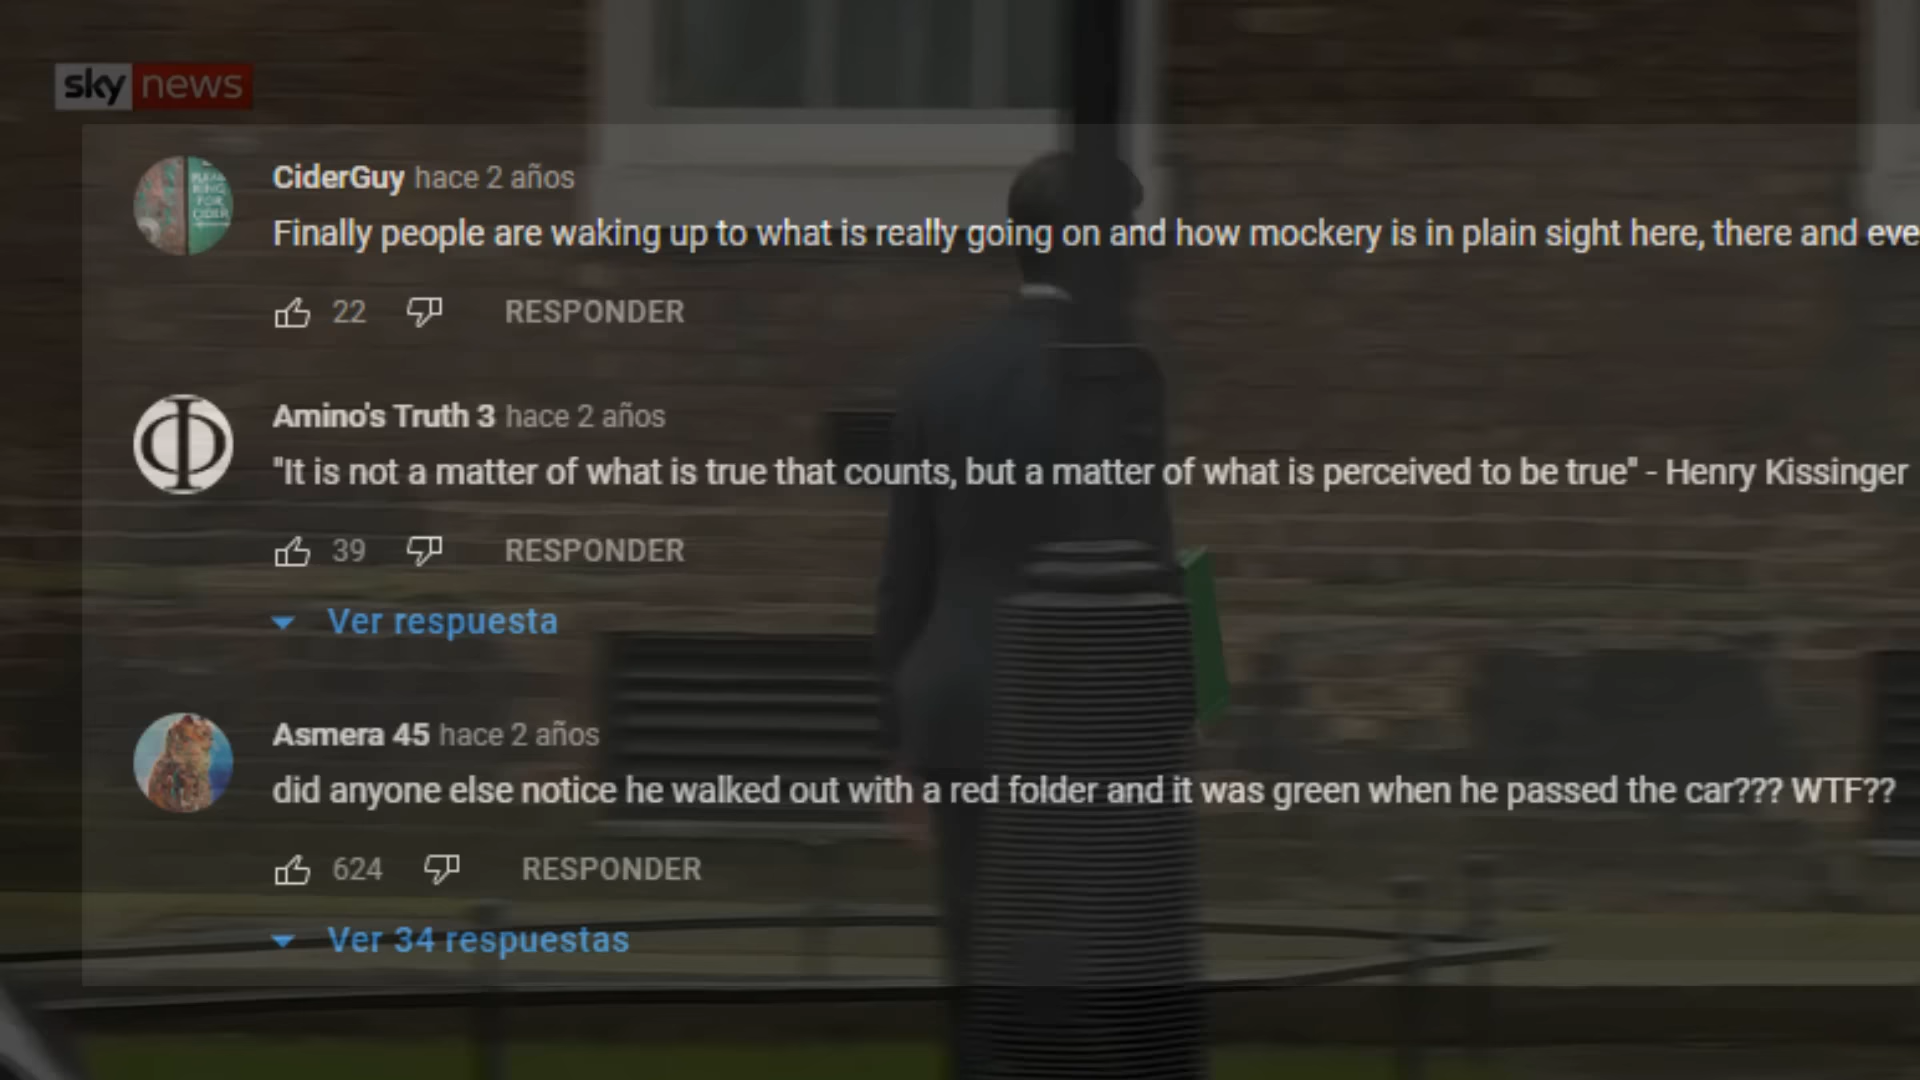 sky news
CiderGuy hace 2 años
Finally people are waking up to what is really going on and how mockery is in plain sight here, there and eve
22 RESPONDER
PLEASE
RING
FOR
CIDER
Amino's Truth 3 hace 2 años
"It is not a matter of what is true that counts, but a matter of what is perceived to be true" - Henry Kissinger
39 RESPONDER
Ver respuesta
Asmera 45 hace 2 años
did anyone else notice he walked out with a red folder and it was green when he passed the car??? WTF??
624 RESPONDER
Ver 34 respuestas